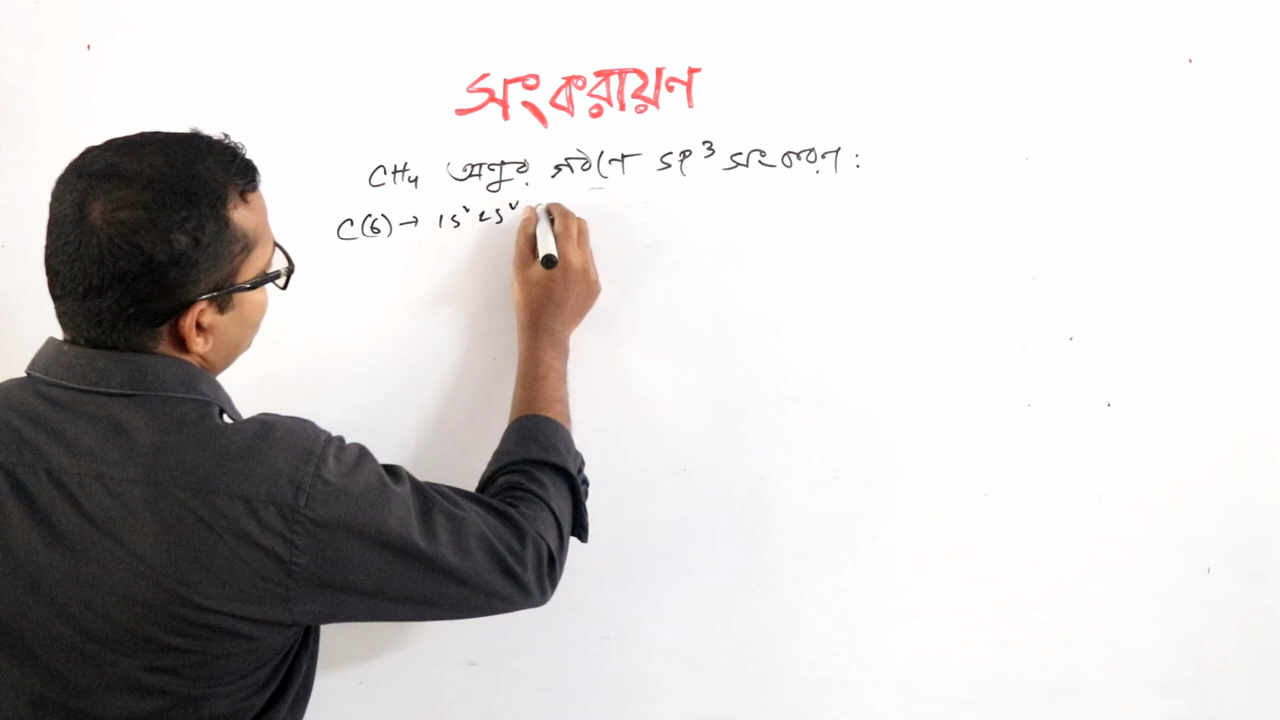 সংকরায়ন
CH₄ অণুর গঠনে SP³ সংকরণ :
C(6) → 1s² 2s²